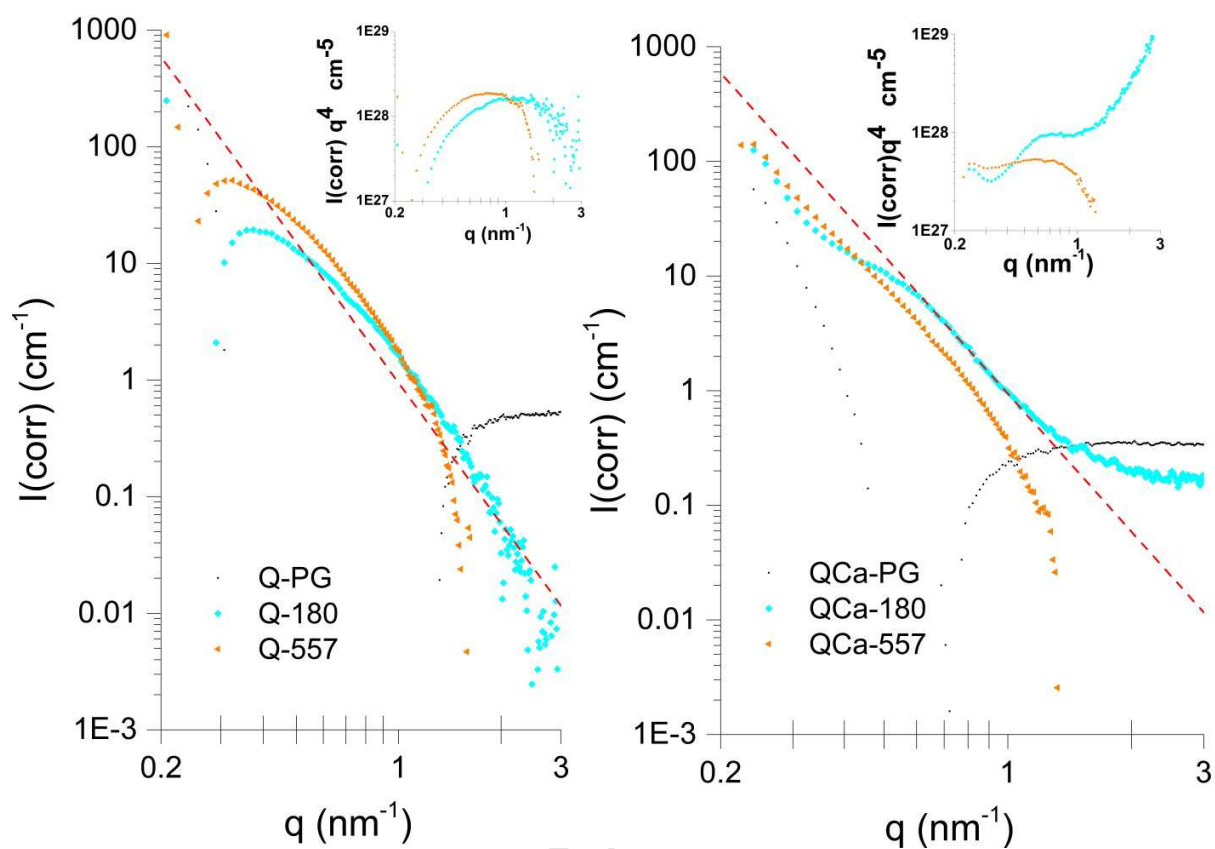 1000
100
10
1
0.1
0.01
1E-3
I(corr) (cm-1)
0.2
1
3
q (nm-1)
Q-PG
Q-180
Q-557
1E29
1E28
1E27
I(corr) q4 cm-5
0.2
1
3
q (nm-1)
1000
100
10
1
0.1
0.01
1E-3
I(corr) (cm-1)
0.2
1
3
q (nm-1)
QCa-PG
QCa-180
QCa-557
1E29
1E28
1E27
I(corr)q4 cm-5
0.2
1
3
q (nm-1)